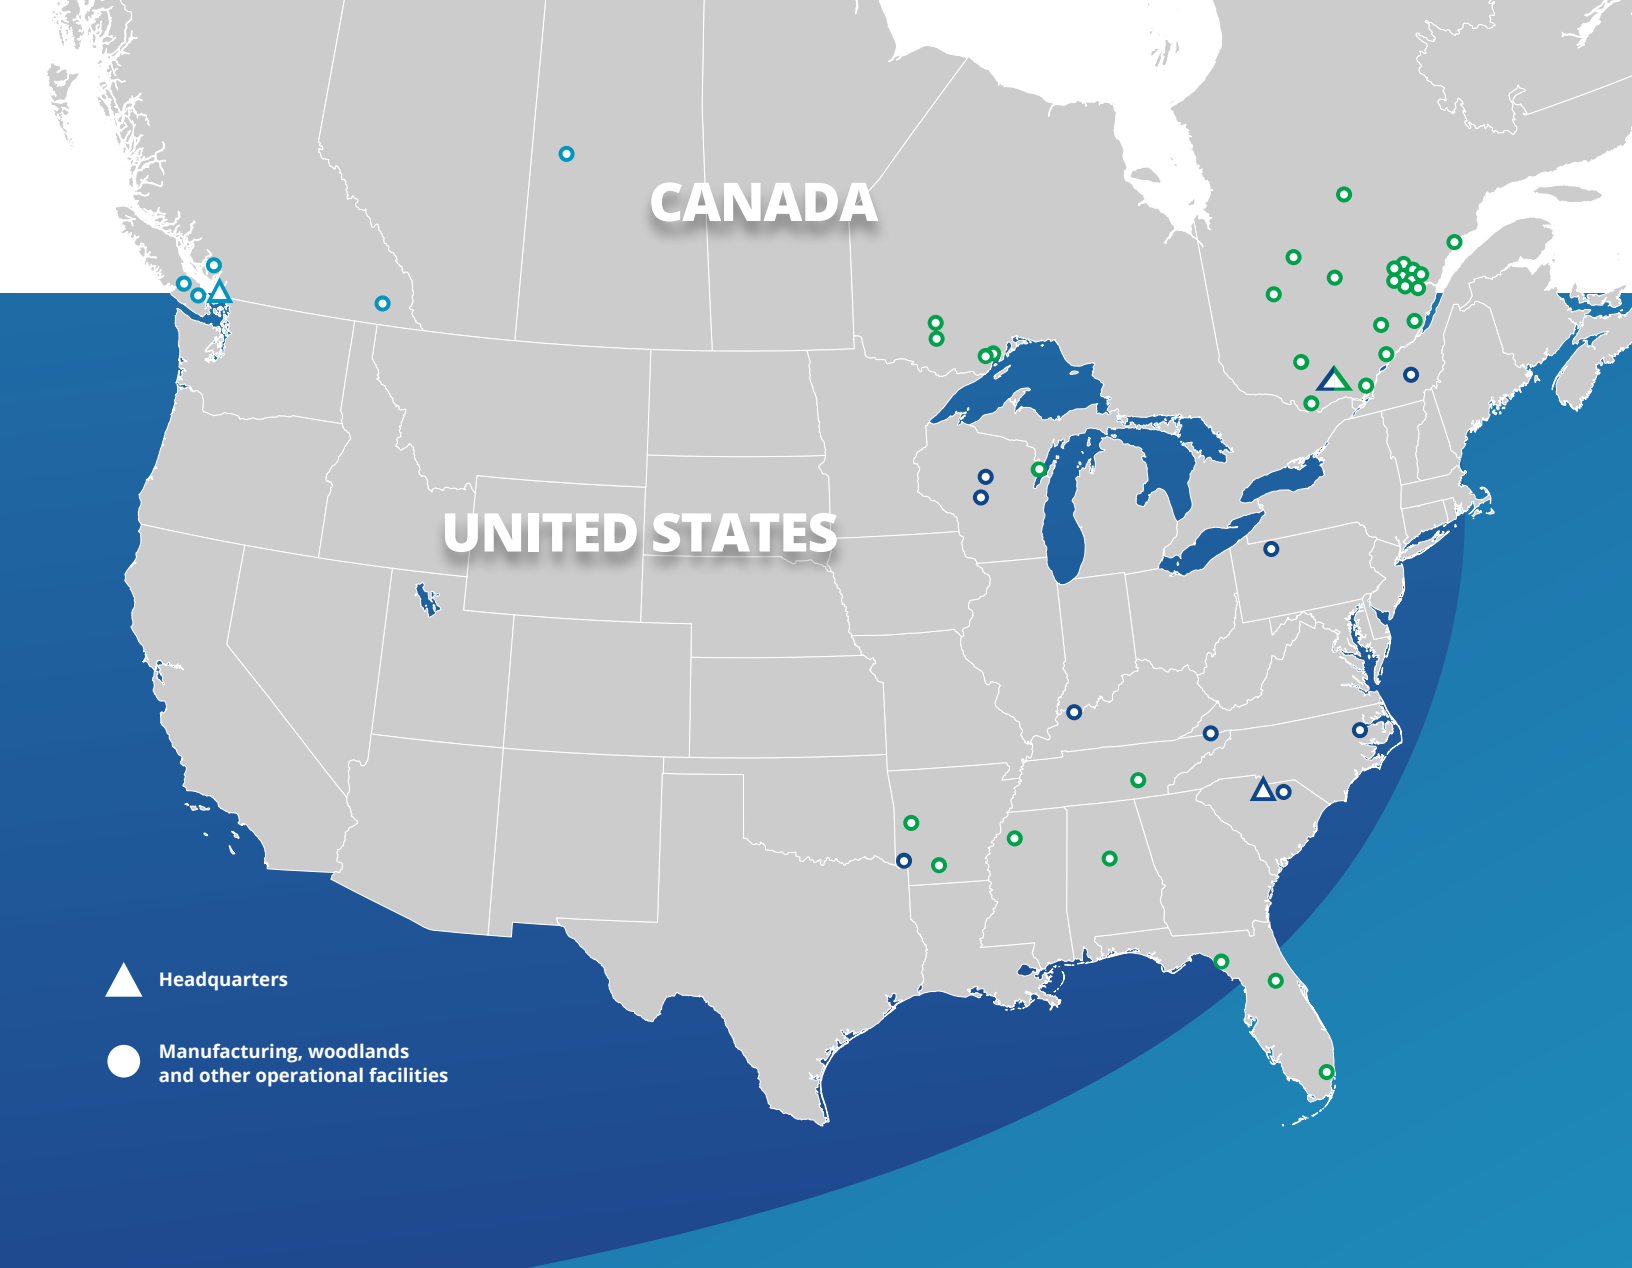 CANADA
UNITED STATES
Headquarters
Manufacturing, woodlands
and other operational facilities